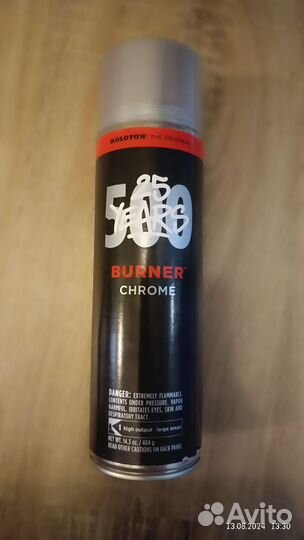 MOLOTOW THE ORIGINAL
25
YEARS
500
BURNER™
CHROME
DANGER: EXTREMELY FLAMMABLE.
CONTENTS UNDER PRESSURE. VAPOR
HARMFUL. IRRITATES EYES, SKIN AND
RESPIRATORY TRACT.
high output · large areas
NET WT. 14.3 oz. / 404 g
READ OTHER CAUTIONS ON BACK PANEL
Avito
13.08.2024 13:30